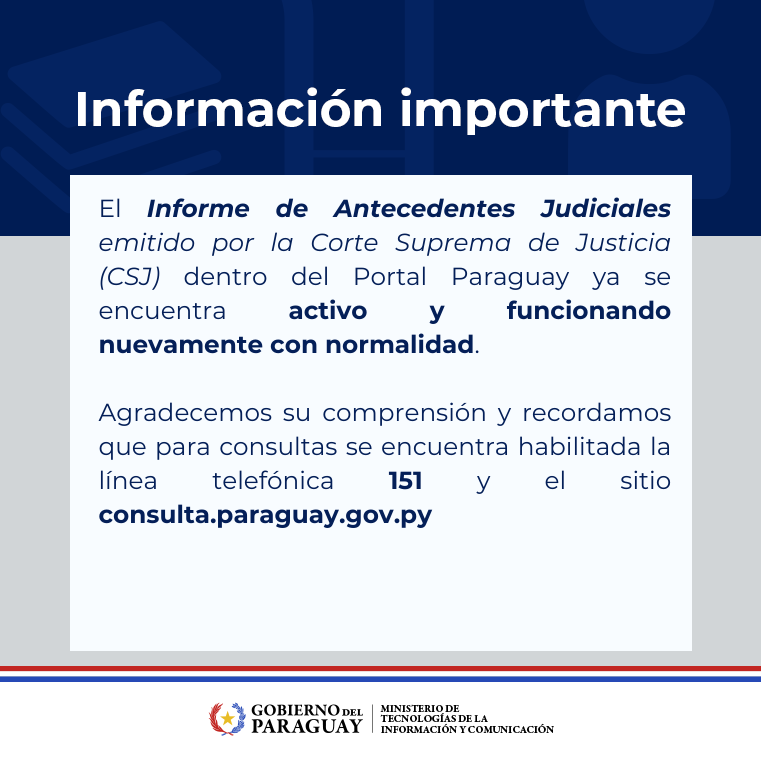 Información importante
El Informe de Antecedentes Judiciales
emitido por la Corte Suprema de Justicia
(CSJ) dentro del Portal Paraguay ya se
encuentra activo y funcionando
nuevamente con normalidad.
Agradecemos su comprensión y recordamos
que para consultas se encuentra habilitada la
línea telefónica 151 y el sitio
consulta.paraguay.gov.py
GOBIERNO DEL
PARAGUAY
MINISTERIO DE
TECNOLOGÍAS DE LA
INFORMACIÓN Y COMUNICACIÓN